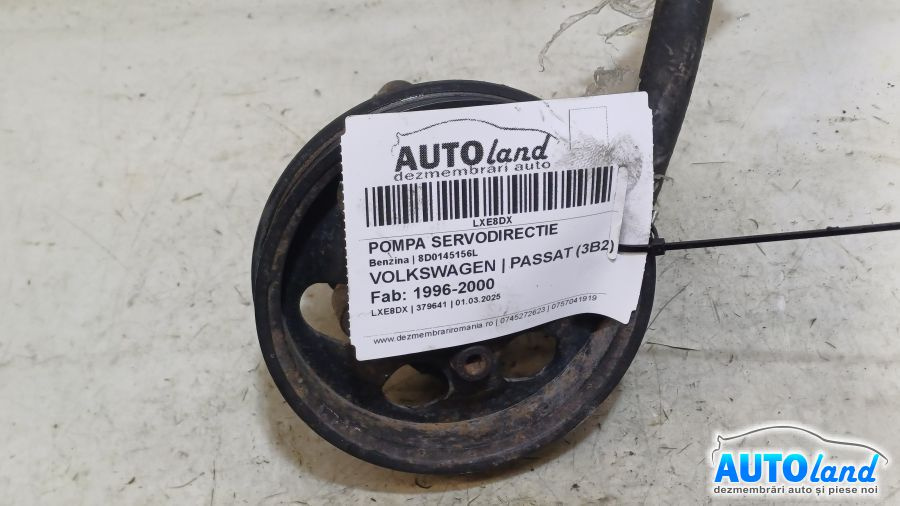 AUTOland
dezmembrări auto
LXE8DX
POMPA SERVODIRECTIE
Benzina | 8D0145156L
VOLKSWAGEN | PASSAT (3B2)
Fab: 1996-2000
LXE8DX | 379641 | 01.03.2025
www.dezmembrariromania.ro | 0745272623 | 0757041919
AUTOland
dezmembrări auto și piese noi